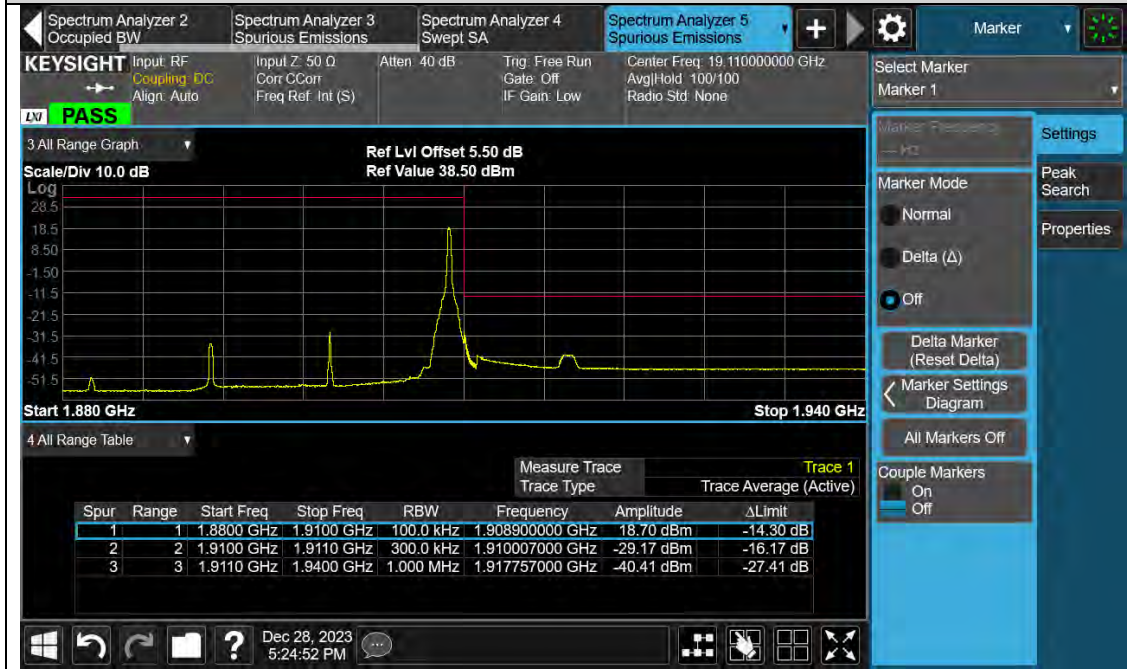 Spectrum Analyzer 2
Occupied BW
Spectrum Analyzer 3
Spurious Emissions
Spectrum Analyzer 4
Swept SA
Spectrum Analyzer 5
Spurious Emissions
+
Marker
KEYSIGHT
Input: RF
Coupling: DC
Align: Auto
Input Z: 50 Ω
Corr CCorr
Freq Ref: Int (S)
Atten: 40 dB
Trig: Free Run
Gate: Off
IF Gain: Low
Center Freq: 19.110000000 GHz
Avg|Hold: 100/100
Radio Std: None
LXI PASS
Select Marker
Marker 1
Marker Frequency
--- Hz
Settings
Peak
Search
Properties
Marker Mode
Normal
Delta (Δ)
Off
Delta Marker
(Reset Delta)
Marker Settings
Diagram
All Markers Off
Couple Markers
On
Off
3 All Range Graph
Ref Lvl Offset 5.50 dB
Scale/Div 10.0 dB
Ref Value 38.50 dBm
Log
28.5
18.5
8.50
-1.50
-11.5
-21.5
-31.5
-41.5
-51.5
Start 1.880 GHz
Stop 1.940 GHz
4 All Range Table
Measure Trace Trace 1
Trace Type Trace Average (Active)
Spur Range Start Freq Stop Freq RBW Frequency Amplitude ΔLimit
1 1 1.8800 GHz 1.9100 GHz 100.0 kHz 1.908900000 GHz 18.70 dBm -14.30 dB
2 2 1.9100 GHz 1.9110 GHz 300.0 kHz 1.910007000 GHz -29.17 dBm -16.17 dB
3 3 1.9110 GHz 1.9400 GHz 1.000 MHz 1.917757000 GHz -40.41 dBm -27.41 dB
?
Dec 28, 2023
5:24:52 PM